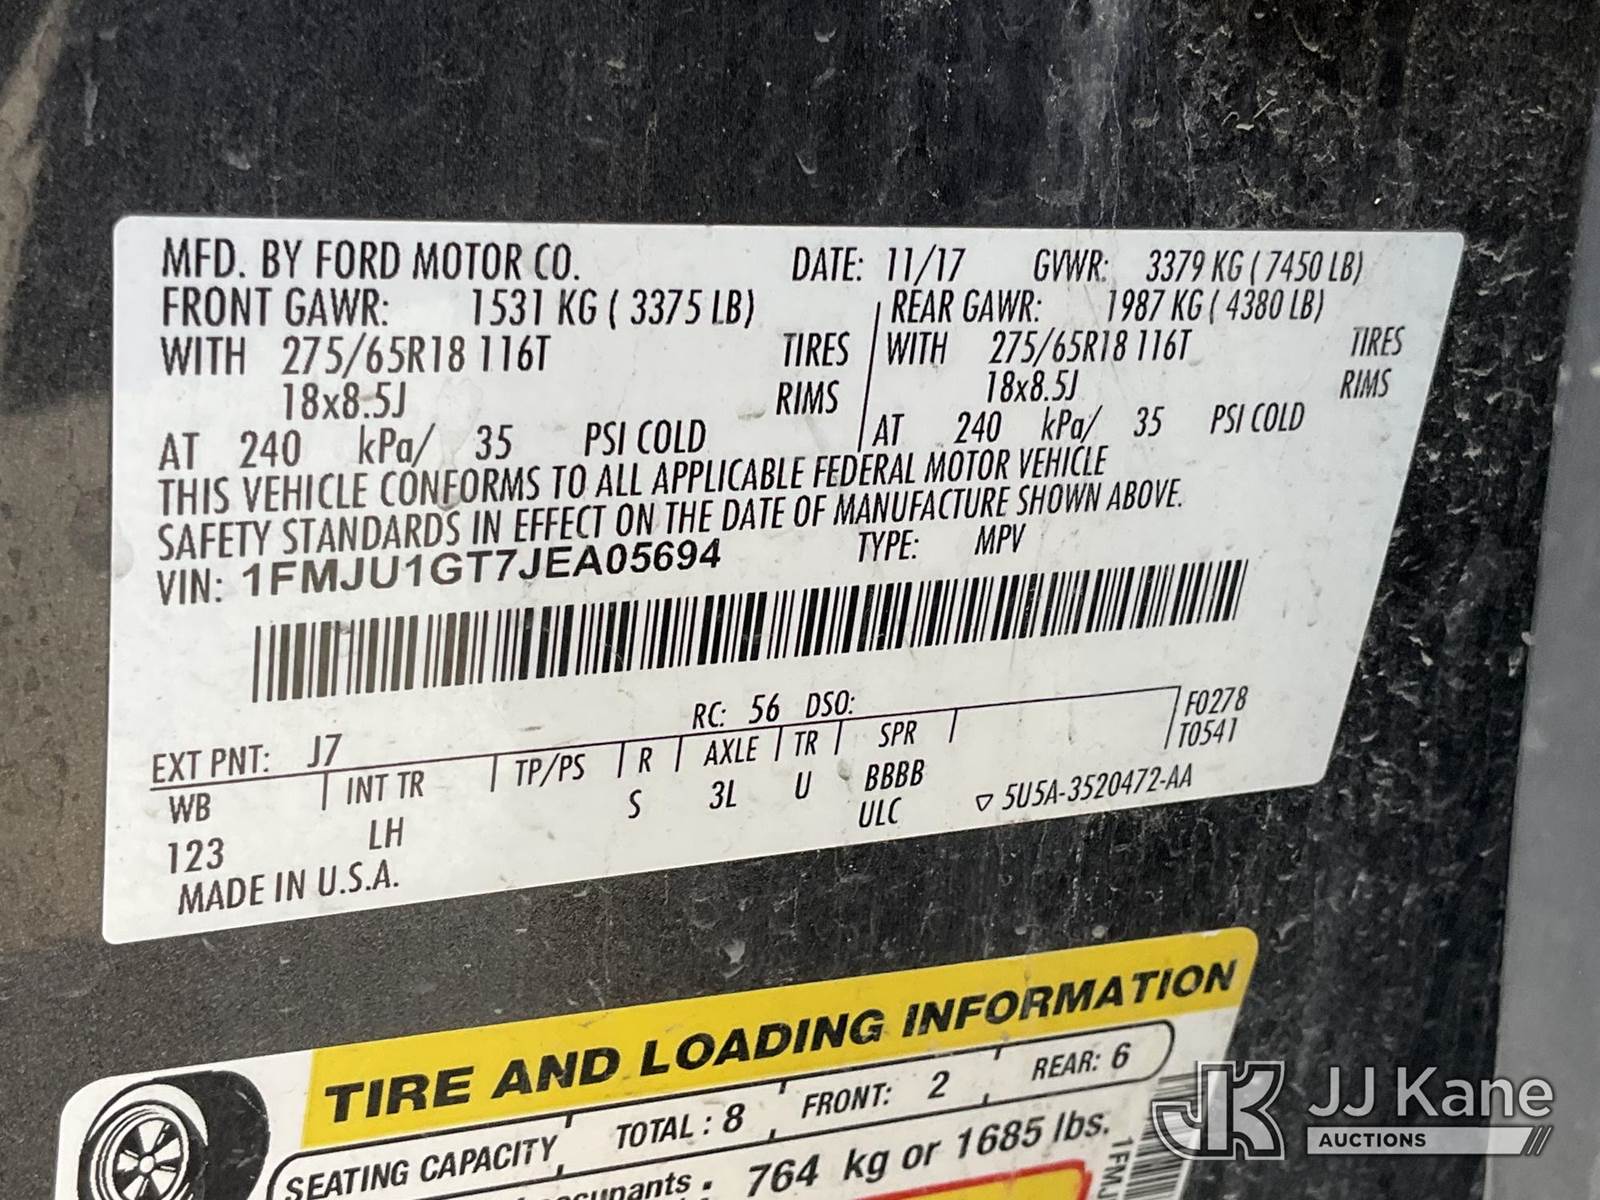 MFD. BY FORD MOTOR CO. DATE: 11/17 GVWR: 3379 KG ( 7450 LB)
FRONT GAWR: 1531 KG ( 3375 LB) REAR GAWR: 1987 KG ( 4380 LB)
WITH 275/65R18 116T TIRES WITH 275/65R18 116T TIRES
18x8.5J RIMS 18x8.5J RIMS
AT 240 kPa/ 35 PSI COLD AT 240 kPa/ 35 PSI COLD
THIS VEHICLE CONFORMS TO ALL APPLICABLE FEDERAL MOTOR VEHICLE
SAFETY STANDARDS IN EFFECT ON THE DATE OF MANUFACTURE SHOWN ABOVE.
VIN: 1FMJU1GT7JEA05694 TYPE: MPV
RC: 56 DSO: F0278
EXT PNT: J7 T0541
WB INT TR TP/PS R AXLE TR SPR
123 LH S 3L U BBBB
ULC 5U5A-3520472-AA
MADE IN U.S.A.
TIRE AND LOADING INFORMATION
SEATING CAPACITY TOTAL : 8 FRONT: 2 REAR: 6
764 kg or 1685 lbs.
1FMJ
JK JJ Kane
AUCTIONS